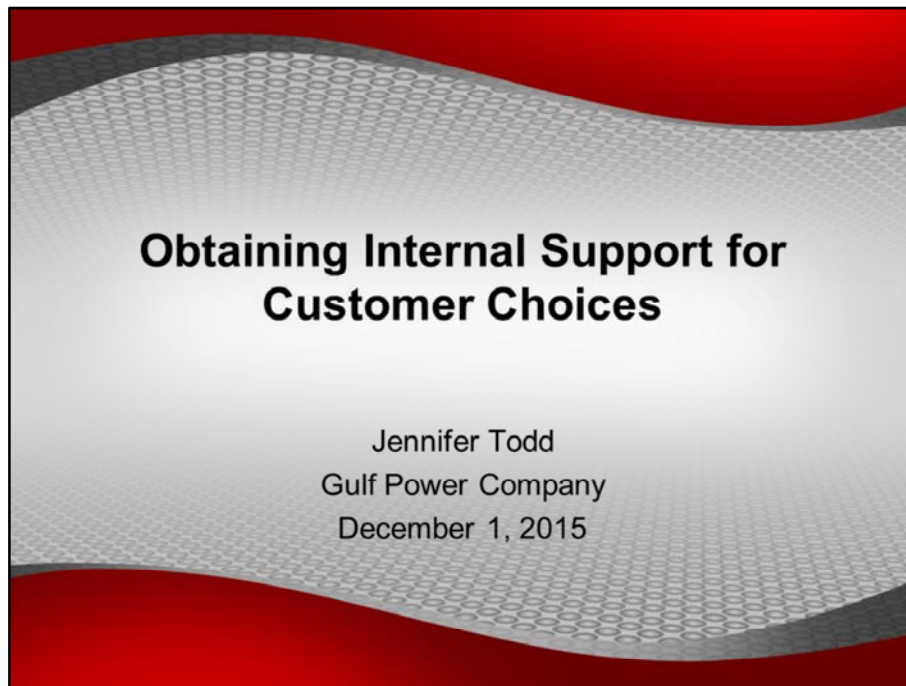 Obtaining Internal Support for
Customer Choices
Jennifer Todd
Gulf Power Company
December 1, 2015